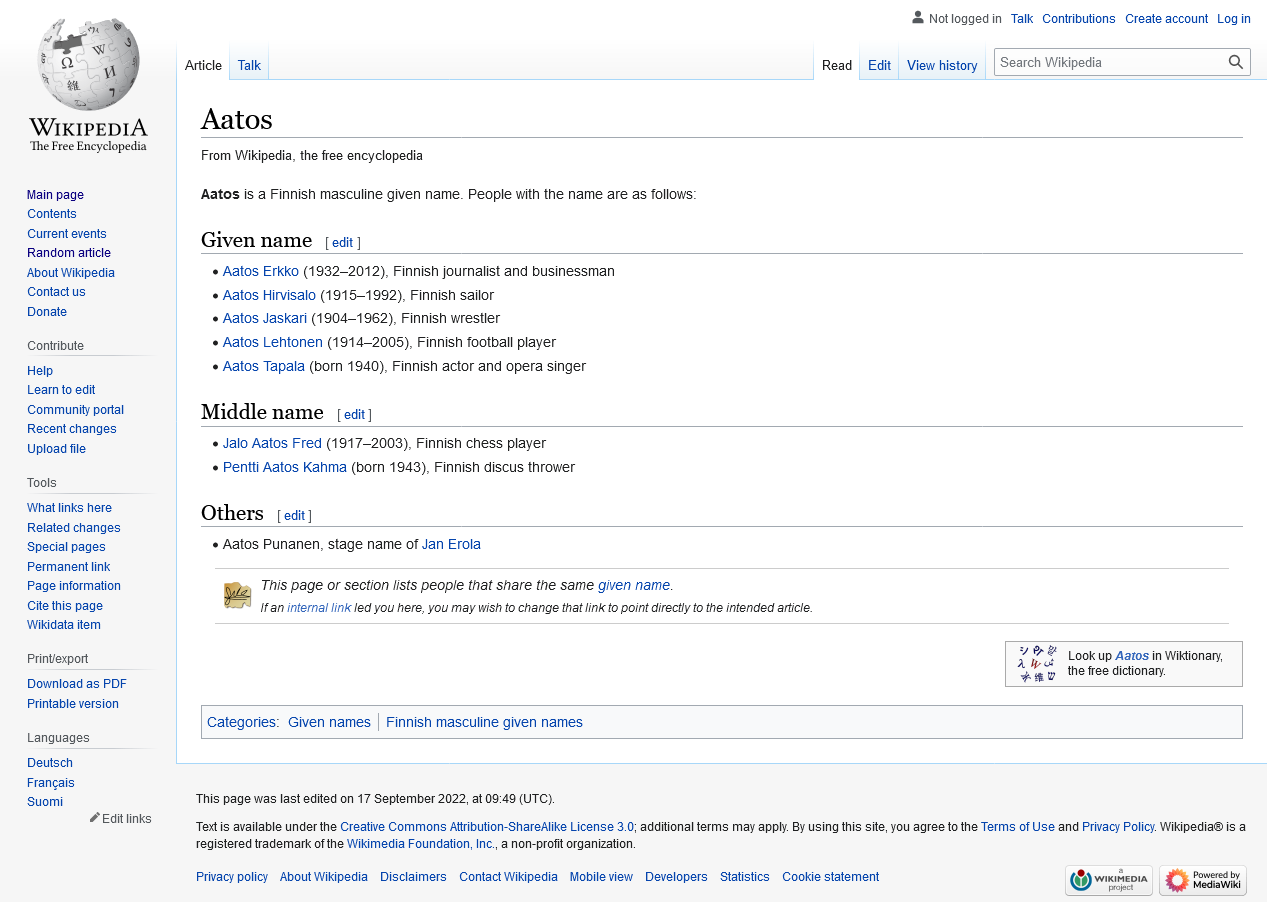 Not logged in Talk Contributions Create account Log in
Article Talk Read Edit View history Search Wikipedia
WIKIPEDIA
The Free Encyclopedia
Main page
Contents
Current events
Random article
About Wikipedia
Contact us
Donate
Contribute
Help
Learn to edit
Community portal
Recent changes
Upload file
Tools
What links here
Related changes
Special pages
Permanent link
Page information
Cite this page
Wikidata item
Print/export
Download as PDF
Printable version
Languages
Deutsch
Français
Suomi
Edit links
Aatos
From Wikipedia, the free encyclopedia
Aatos is a Finnish masculine given name. People with the name are as follows:
Given name [ edit ]
• Aatos Erkko (1932–2012), Finnish journalist and businessman
• Aatos Hirvisalo (1915–1992), Finnish sailor
• Aatos Jaskari (1904–1962), Finnish wrestler
• Aatos Lehtonen (1914–2005), Finnish football player
• Aatos Tapala (born 1940), Finnish actor and opera singer
Middle name [ edit ]
• Jalo Aatos Fred (1917–2003), Finnish chess player
• Pentti Aatos Kahma (born 1943), Finnish discus thrower
Others [ edit ]
• Aatos Punanen, stage name of Jan Erola
This page or section lists people that share the same given name.
If an internal link led you here, you may wish to change that link to point directly to the intended article.
Look up Aatos in Wiktionary,
the free dictionary.
Categories: Given names Finnish masculine given names
This page was last edited on 17 September 2022, at 09:49 (UTC).
Text is available under the Creative Commons Attribution-ShareAlike License 3.0; additional terms may apply. By using this site, you agree to the Terms of Use and Privacy Policy. Wikipedia® is a
registered trademark of the Wikimedia Foundation, Inc., a non-profit organization.
Privacy policy About Wikipedia Disclaimers Contact Wikipedia Mobile view Developers Statistics Cookie statement
a
WIKIMEDIA
project
Powered by
MediaWiki